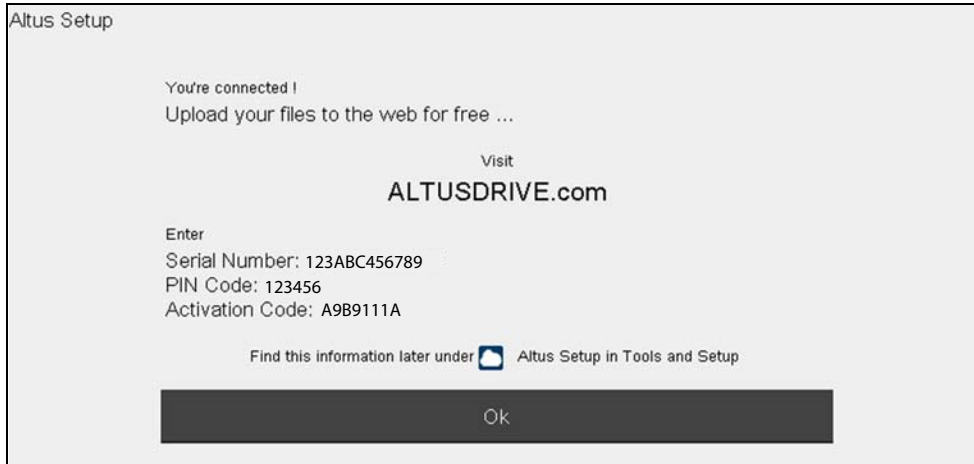 Altus Setup
You're connected !
Upload your files to the web for free ...
Visit
ALTUSDRIVE.com
Enter
Serial Number: 123ABC456789
PIN Code: 123456
Activation Code: A9B9111A
Find this information later under Altus Setup in Tools and Setup
Ok